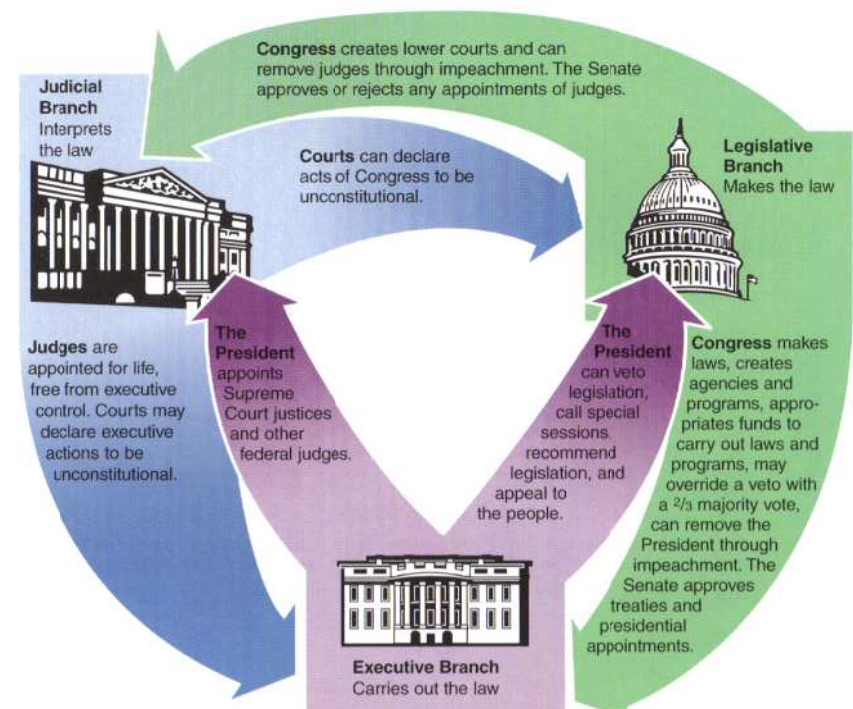 Congress creates lower courts and can
remove judges through impeachment. The Senate
approves or rejects any appointments of judges.
Judicial
Branch
Interprets
the law
Courts can declare
acts of Congress to be
unconstitutional.
Legislative
Branch
Makes the law
Judges are
appointed for life,
free from executive
control. Courts may
declare executive
actions to be
unconstitutional.
The
President
appoints
Supreme
Court justices
and other
federal judges.
The
President
can veto
legislation,
call special
sessions,
recommend
legislation, and
appeal to
the people.
Congress makes
laws, creates
agencies and
programs, appro-
priates funds to
carry out laws and
programs, may
override a veto with
a 2/3 majority vote,
can remove the
President through
impeachment. The
Senate approves
treaties and
presidential
appointments.
Executive Branch
Carries out the law